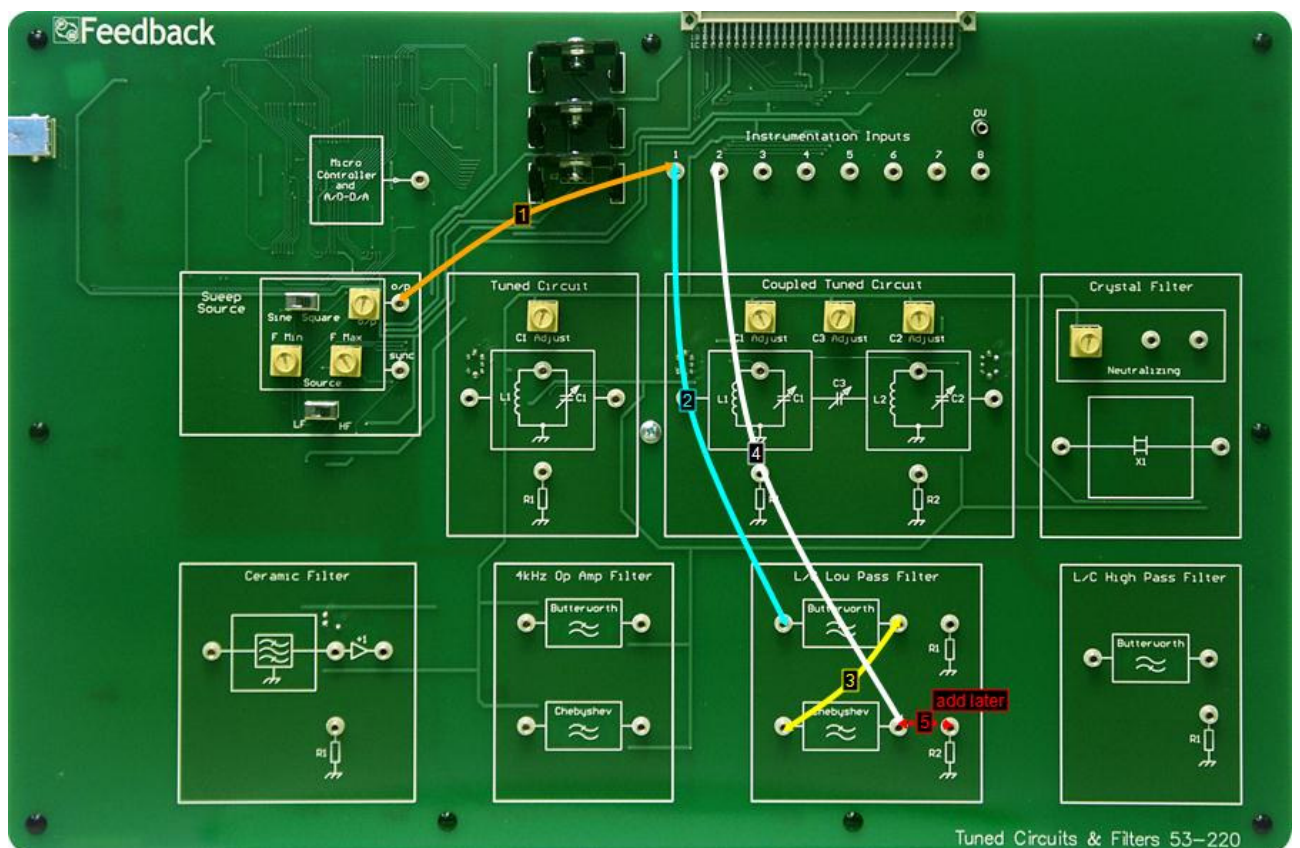 Feedback
0V
Instrumentation Inputs
1 2 3 4 5 6 7 8
Micro
Controller
and
A/D-D/A
1
Sweep
Source
o/p
Sine Square
o/p
F Min F Max
sync
Source
LF HF
Tuned Circuit
C1 Adjust
L1
C1
R1
Coupled Tuned Circuit
C1 Adjust C3 Adjust C2 Adjust
2
L1
C1
C3
L2
C2
4
R2
Crystal Filter
Neutralizing
X1
Ceramic Filter
+1
R1
4kHz Op Amp Filter
Butterworth
Chebyshev
L/C Low Pass Filter
Butterworth
R1
3
add later
Chebyshev
5
R2
L/C High Pass Filter
Butterworth
R1
Tuned Circuits & Filters 53-220